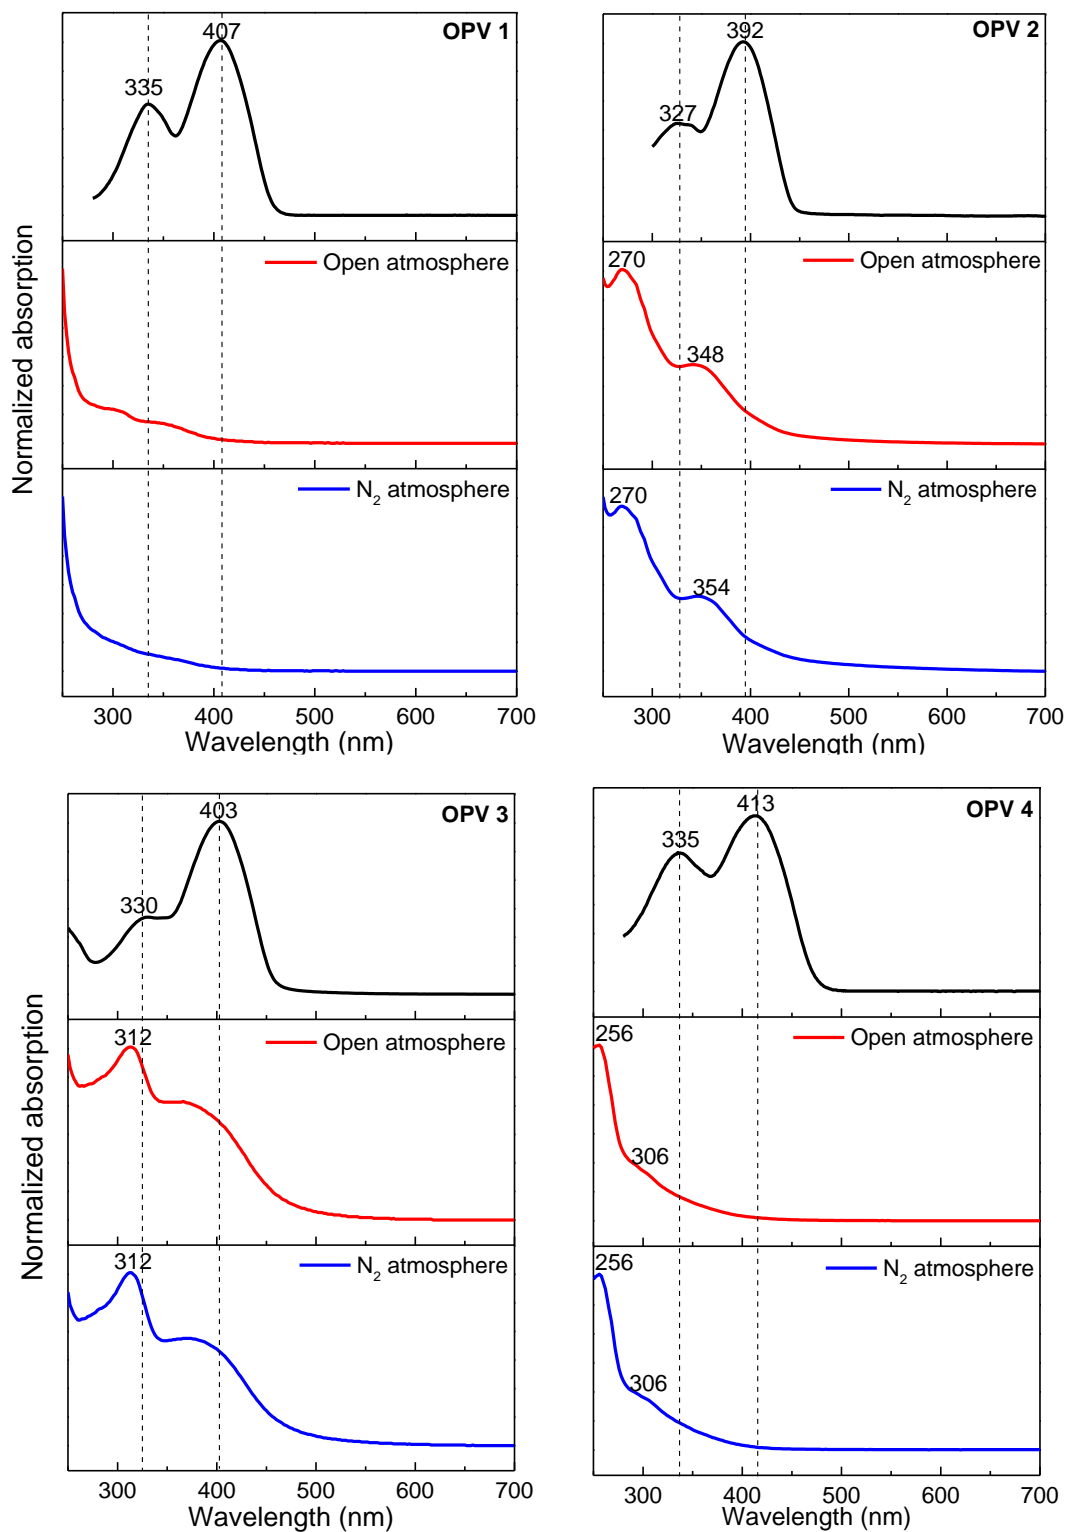 407
OPV 1
335
Open atmosphere
N2 atmosphere
300 400 500 600 700
Wavelength (nm)
Normalized absorption
392
OPV 2
327
270
Open atmosphere
348
270
N2 atmosphere
354
300 400 500 600 700
Wavelength (nm)
403
OPV 3
330
312
Open atmosphere
312
N2 atmosphere
300 400 500 600 700
Wavelength (nm)
Normalized absorption
413
OPV 4
335
256
Open atmosphere
306
256
N2 atmosphere
306
300 400 500 600 700
Wavelength (nm)